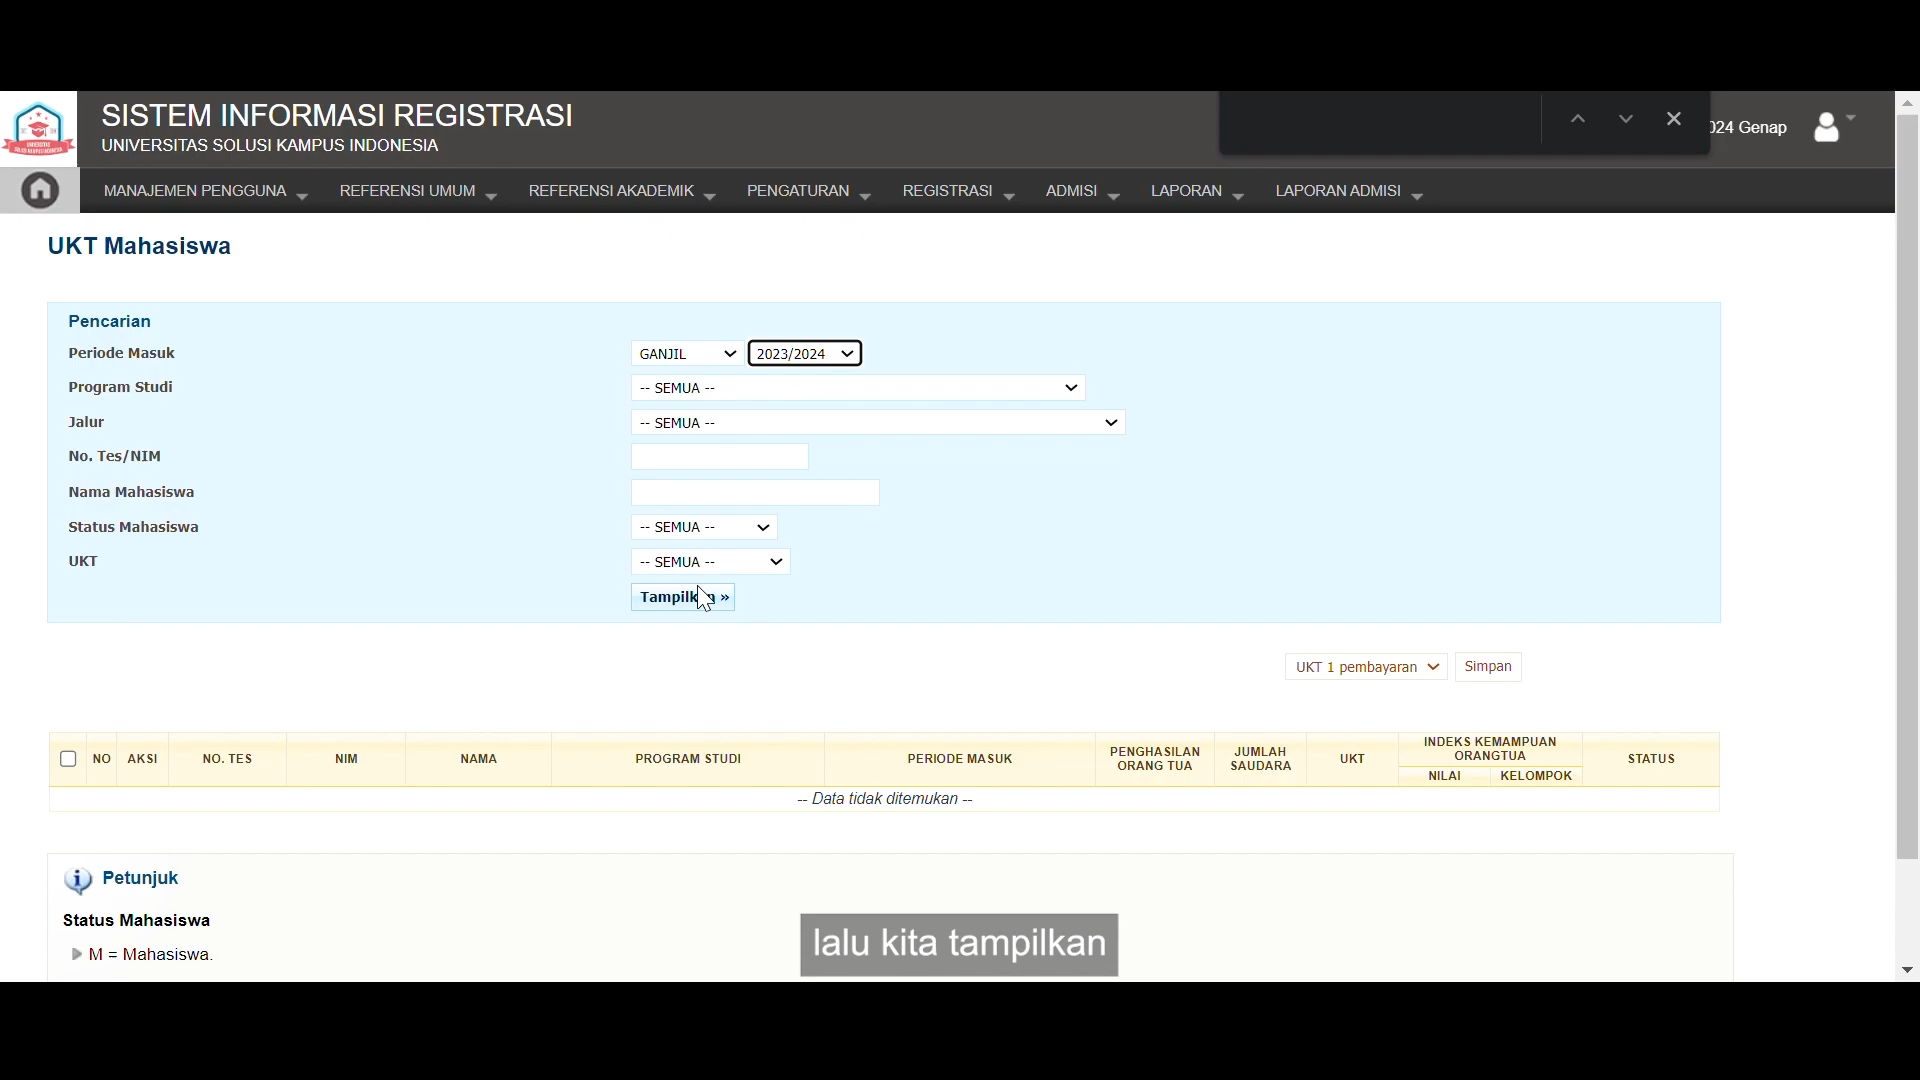 SISTEM INFORMASI REGISTRASI
UNIVERSITAS SOLUSI KAMPUS INDONESIA
024 Genap
MANAJEMEN PENGGUNA REFERENSI UMUM REFERENSI AKADEMIK PENGATURAN REGISTRASI ADMISI LAPORAN LAPORAN ADMISI
UKT Mahasiswa
Pencarian
Periode Masuk GANJIL 2023/2024
Program Studi -- SEMUA --
Jalur -- SEMUA --
No. Tes/NIM
Nama Mahasiswa
Status Mahasiswa -- SEMUA --
UKT -- SEMUA --
Tampilkan »
UKT 1 pembayaran Simpan
NO AKSI NO. TES NIM NAMA PROGRAM STUDI PERIODE MASUK PENGHASILAN ORANG TUA JUMLAH SAUDARA UKT INDEKS KEMAMPUAN ORANGTUA STATUS
NILAI KELOMPOK
-- Data tidak ditemukan --
Petunjuk
Status Mahasiswa
M = Mahasiswa.
lalu kita tampilkan